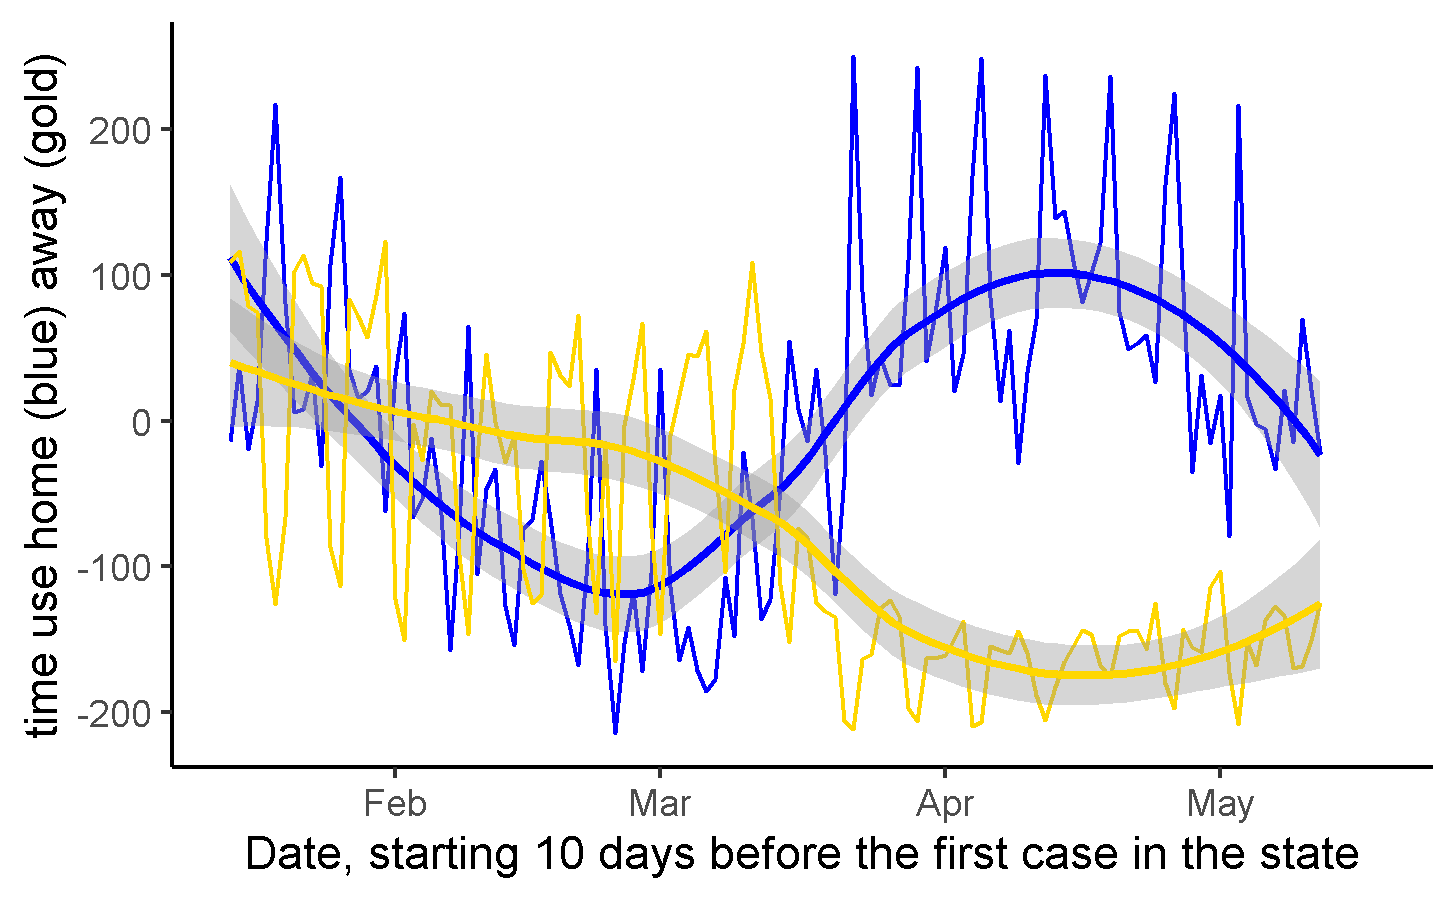 time use home (blue) away (gold)
200
100
0
-100
-200
Feb Mar Apr May
Date, starting 10 days before the first case in the state